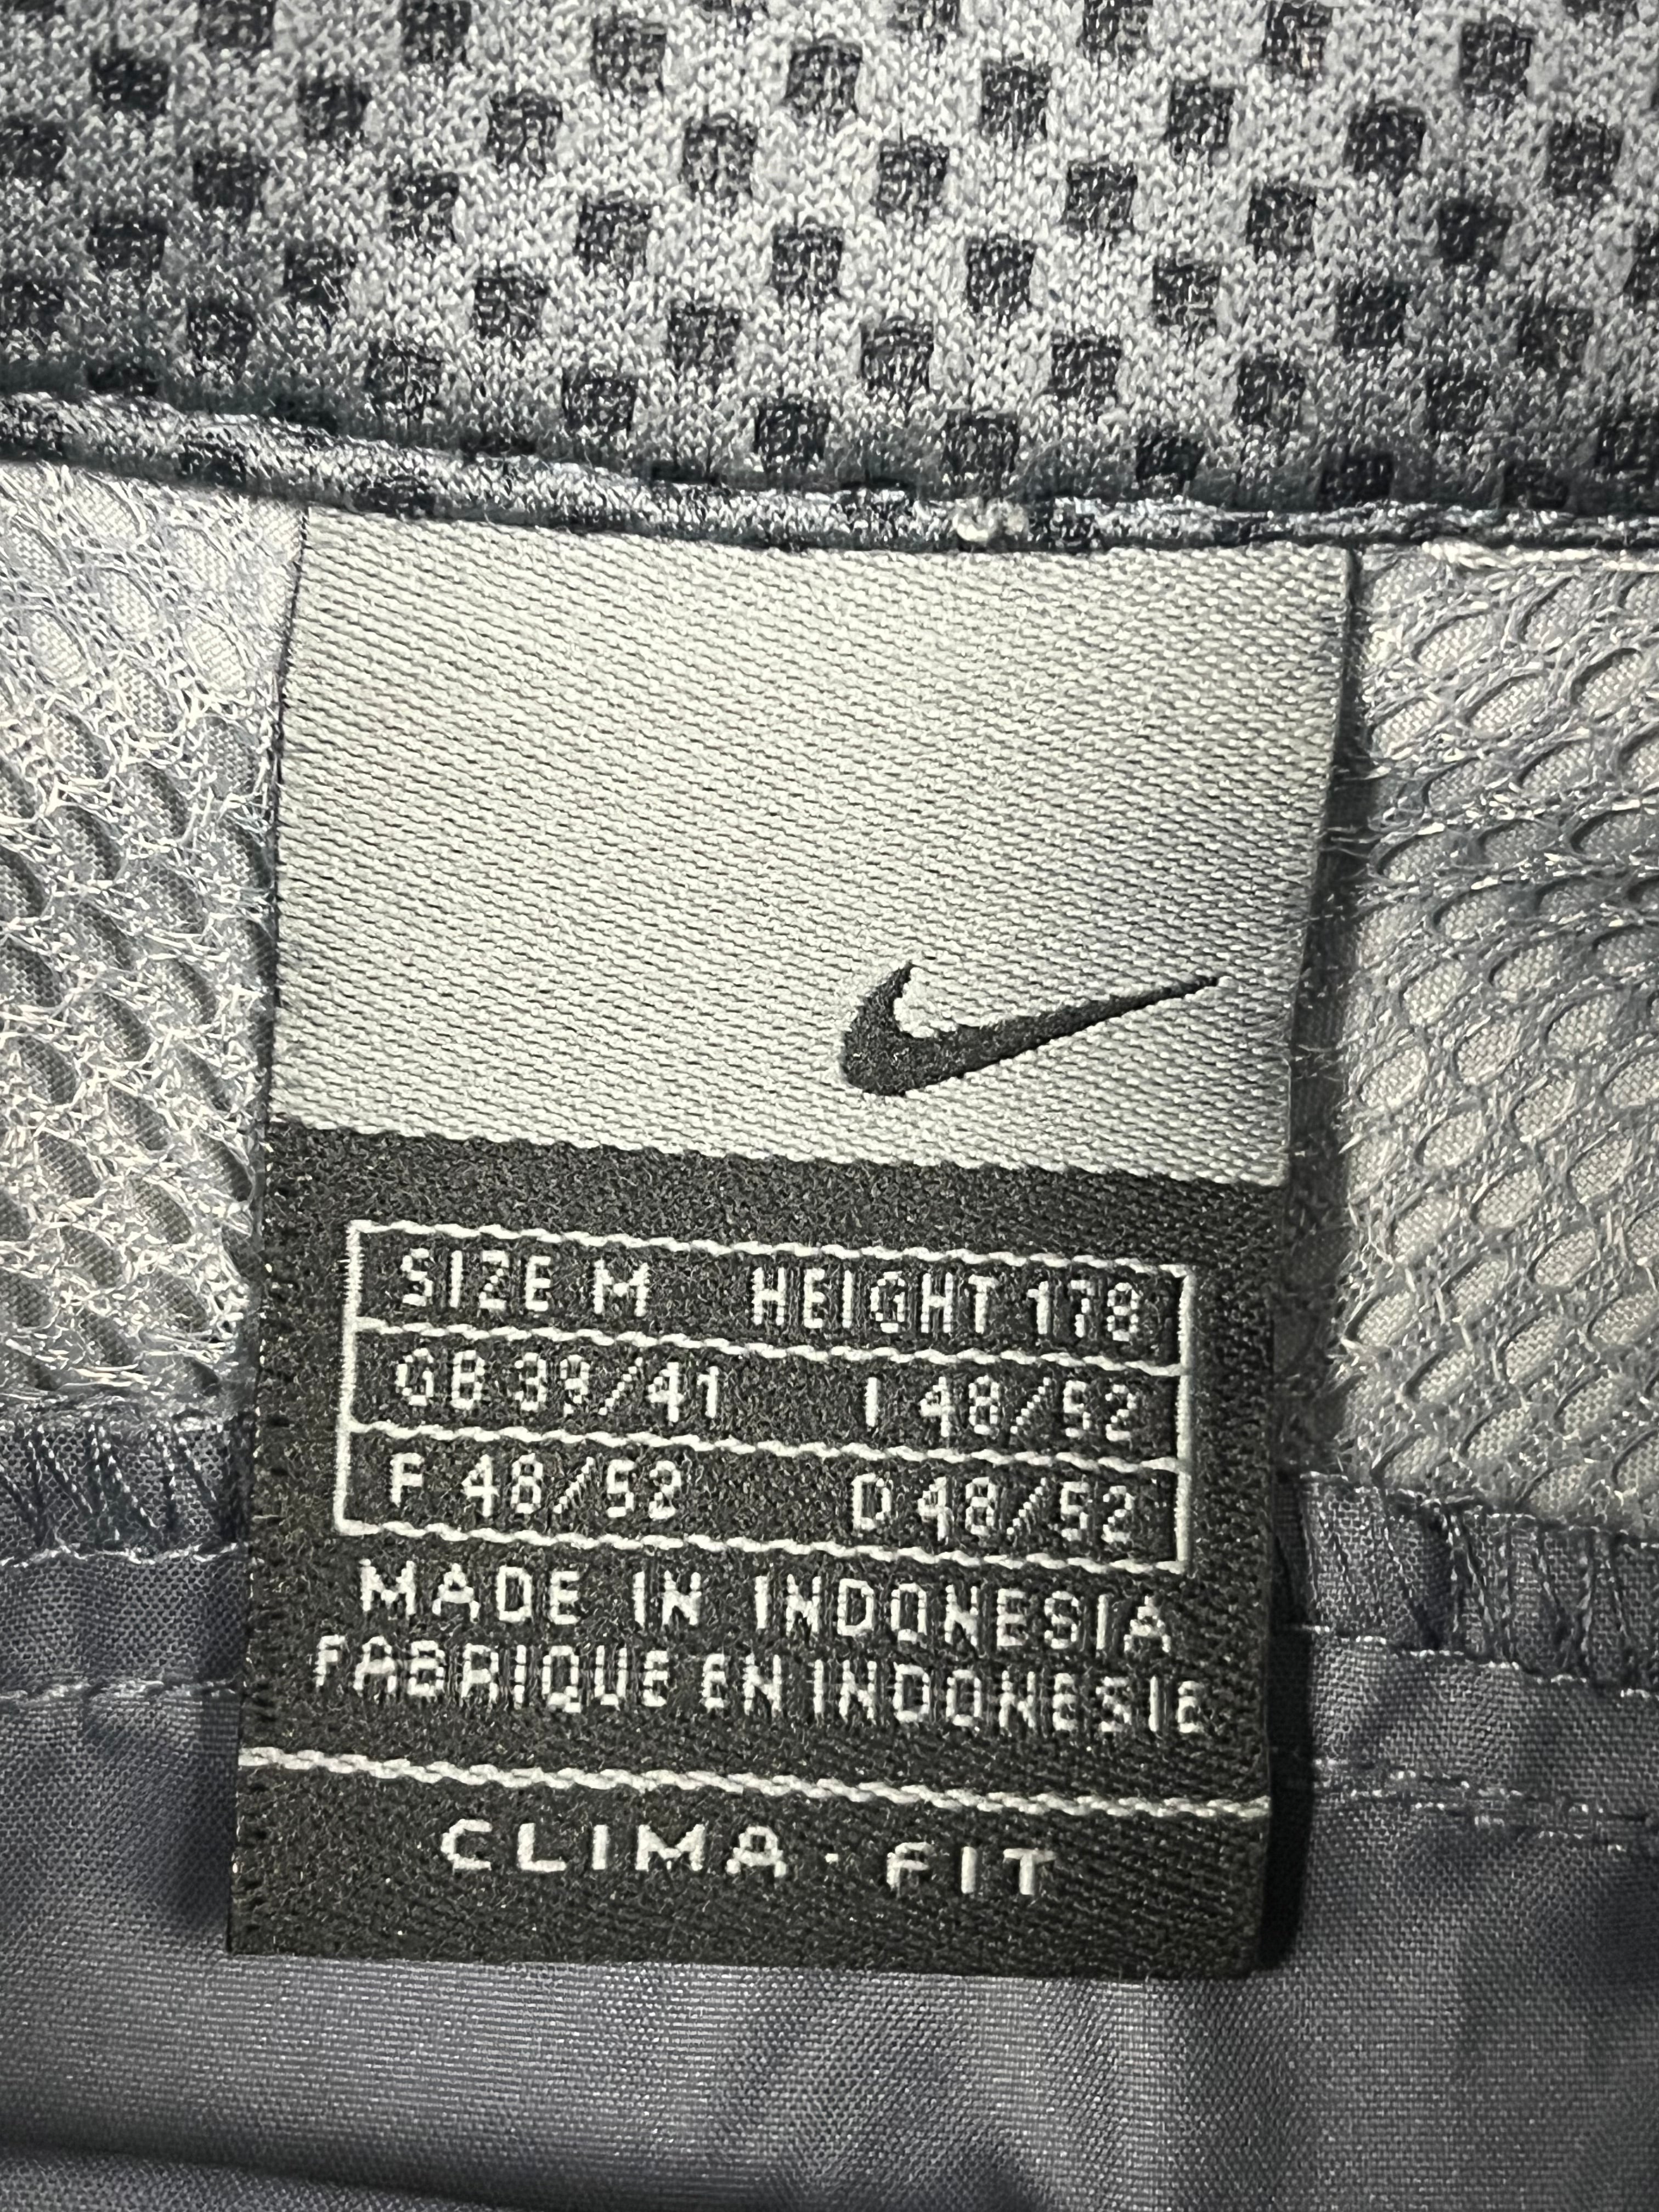 SIZE M HEIGHT 178
GB 39/41 I 48/52
F 48/52 D 48/52
MADE IN INDONESIA
FABRIQUE EN INDONESIE
CLIMA·FIT